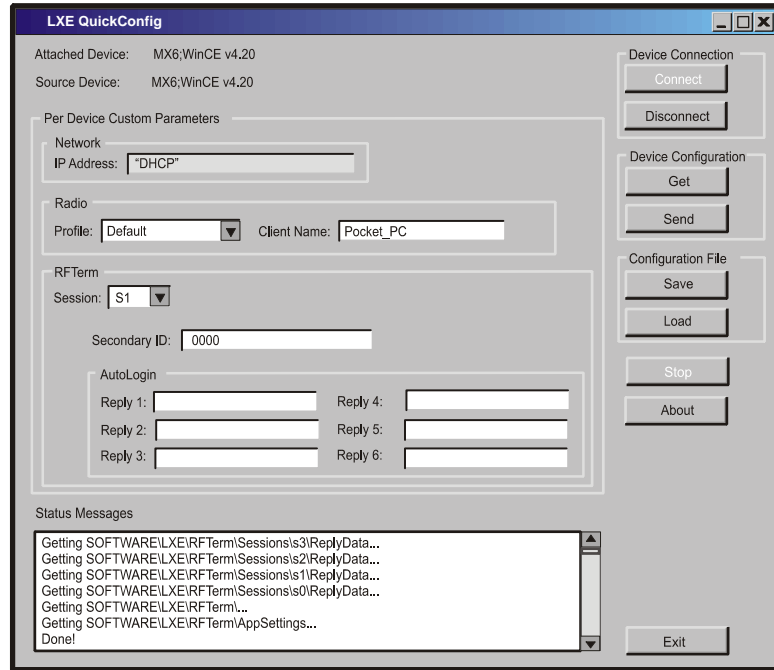 LXE QuickConfig
Attached Device: MX6;WinCE v4.20
Source Device: MX6;WinCE v4.20
Per Device Custom Parameters
Network
IP Address: "DHCP"
Radio
Profile: Default Client Name: Pocket_PC
RFTerm
Session: S1
Secondary ID: 0000
AutoLogin
Reply 1: Reply 4:
Reply 2: Reply 5:
Reply 3: Reply 6:
Status Messages
Getting SOFTWARE\LXE\RFTerm\Sessions\s3\ReplyData...
Getting SOFTWARE\LXE\RFTerm\Sessions\s2\ReplyData...
Getting SOFTWARE\LXE\RFTerm\Sessions\s1\ReplyData...
Getting SOFTWARE\LXE\RFTerm\Sessions\s0\ReplyData...
Getting SOFTWARE\LXE\RFTerm\...
Getting SOFTWARE\LXE\RFTerm\AppSettings...
Done!
Device Connection
Connect
Disconnect
Device Configuration
Get
Send
Configuration File
Save
Load
Stop
About
Exit